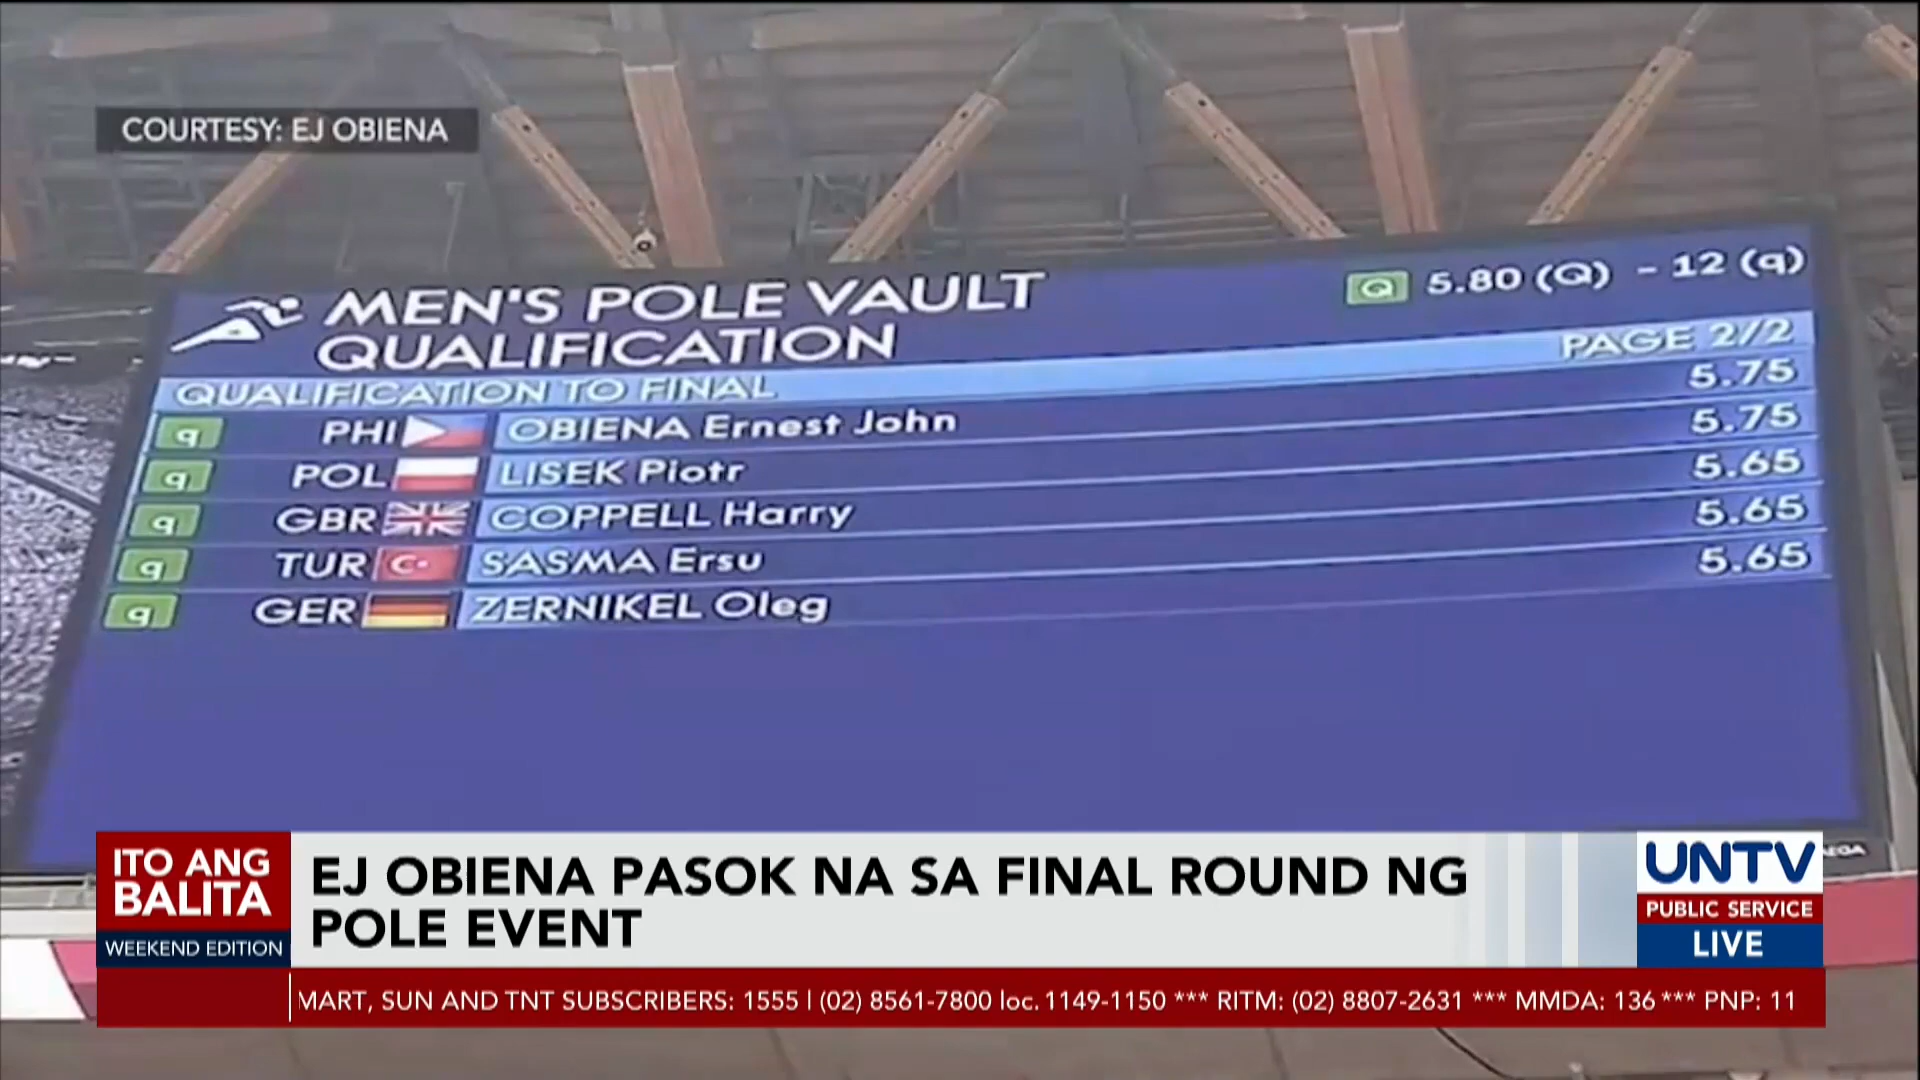 COURTESY: EJ OBIENA
MEN'S POLE VAULT
QUALIFICATION
Q 5.80 (Q) - 12 (q)
QUALIFICATION TO FINAL PAGE 2/2
q PHI OBIENA Ernest John 5.75
q POL LISEK Piotr 5.75
q GBR COPPELL Harry 5.65
q TUR SASMA Ersu 5.65
q GER ZERNIKEL Oleg 5.65
ITO ANG
BALITA
WEEKEND EDITION
EJ OBIENA PASOK NA SA FINAL ROUND NG
POLE EVENT
UNTV
PUBLIC SERVICE
LIVE
MART, SUN AND TNT SUBSCRIBERS: 1555 | (02) 8561-7800 loc. 1149-1150 *** RITM: (02) 8807-2631 *** MMDA: 136 *** PNP: 11